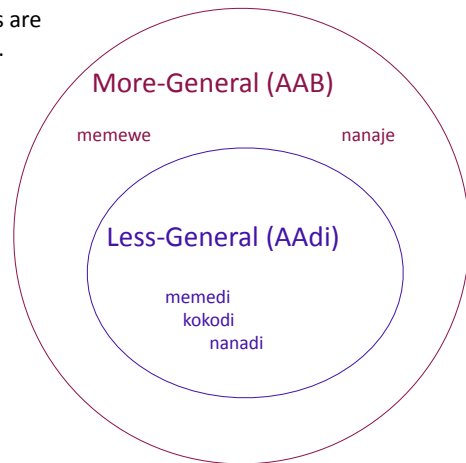 s are
.
More-General (AAB)
memewe nanaje
Less-General (AAdi)
memedi
kokodi
nanadi